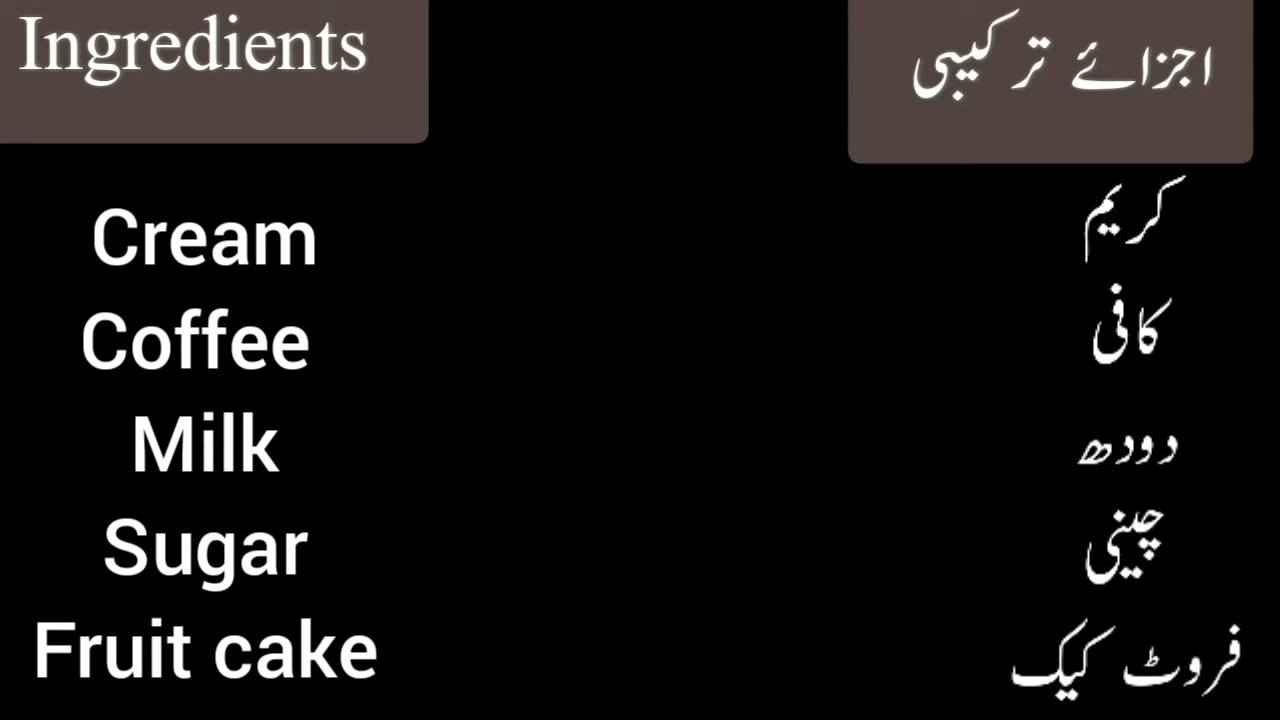 Ingredients
اجزائے ترکیبی
Cream
کریم
Coffee
کافی
Milk
دودھ
Sugar
چینی
Fruit cake
فروٹ کیک